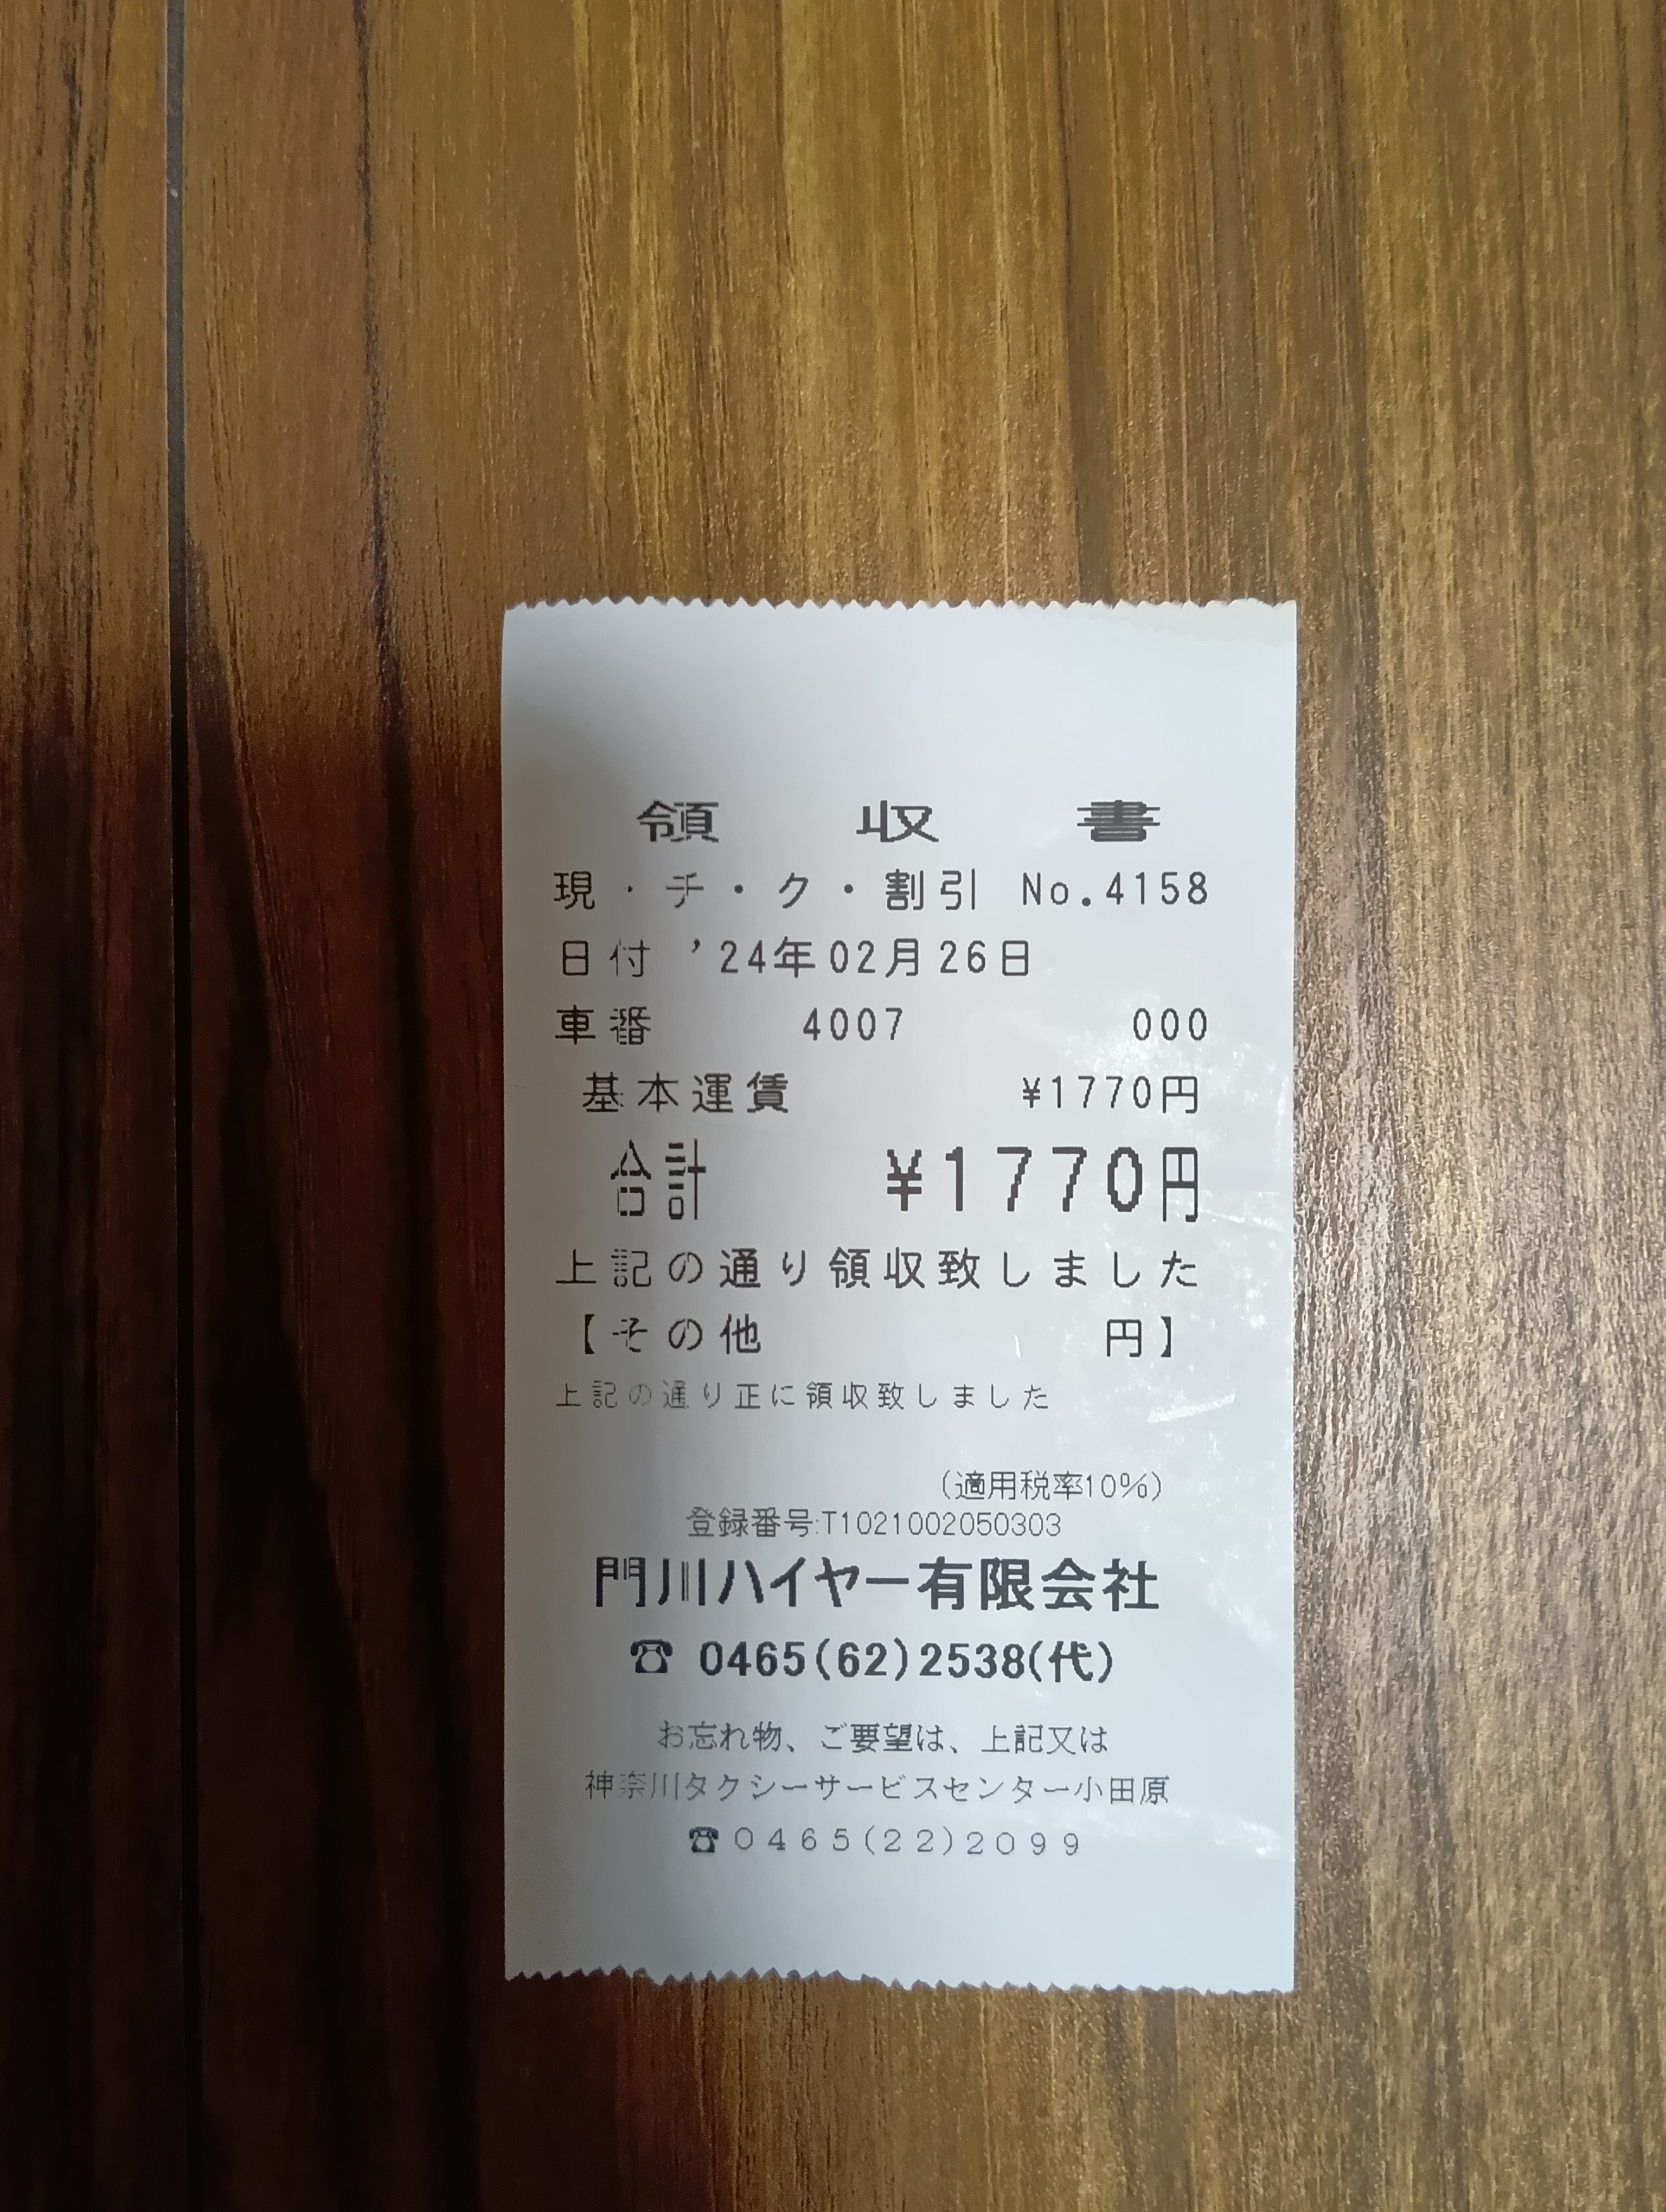 領収書
現・チ・ク・割引 No.4158
日付 ’24年02月26日
車番 4007 000
基本運賃 ¥1770円
合計 ¥1770円
上記の通り領収致しました
【その他 円】
上記の通り正に領収致しました
(適用税率10%)
登録番号:T1021002050303
門川ハイヤー有限会社
☎ 0465(62)2538(代)
お忘れ物、ご要望は、上記又は
神奈川タクシーサービスセンター小田原
☎0465(22)2099